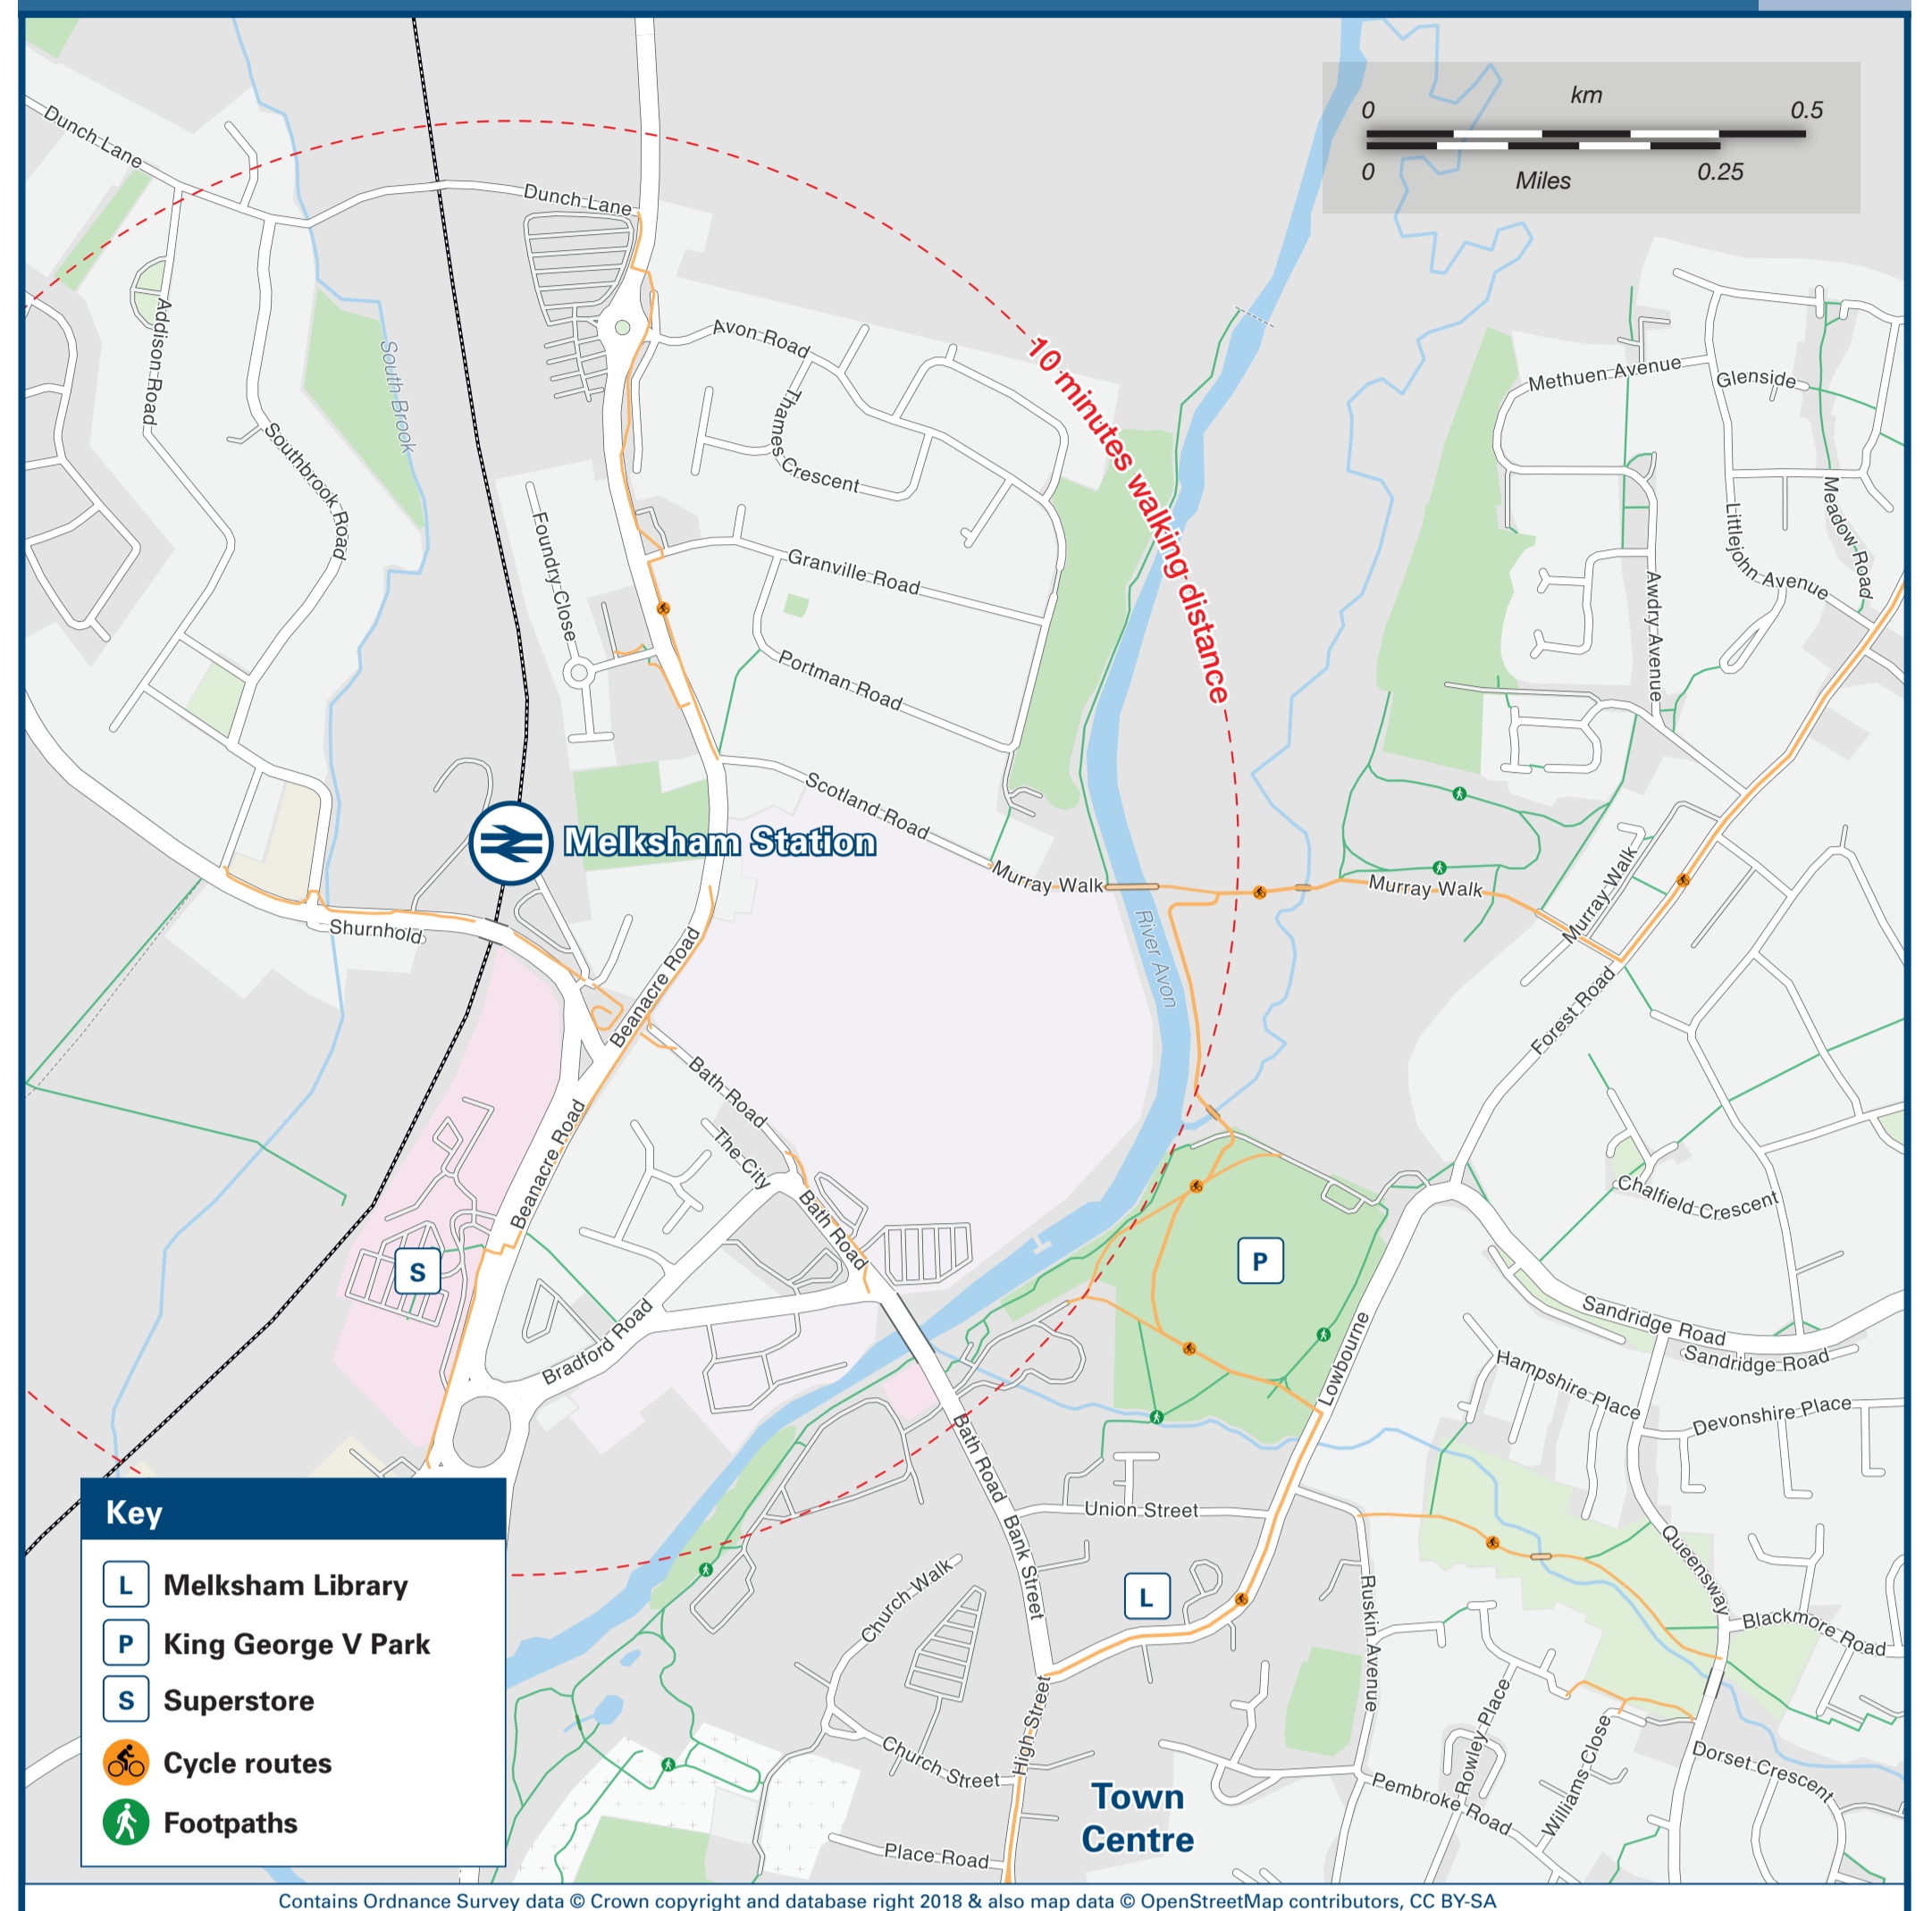 km
0
0.5
0
Miles
0.25
Dunch Lane
Dunch Lane
Addison Road
South Brook
Southbrook Road
Avon Road
Thames Crescent
10 minutes walking distance
Methuen Avenue
Glenside
Meadow Road
Littlejohn Avenue
Awdry Avenue
Foundry Close
Granville Road
Portman Road
Scotland Road
Melksham Station
Murray Walk
Murray Walk
Murray Walk
River Avon
Shurnhold
Beanacre Road
Forest Road
Bath Road
The City
Beanacre Road
Bath Road
Chalfield Crescent
S
P
Bradford Road
Lowbourne
Sandridge Road
Sandridge Road
Hampshire Place
Devonshire Place
Bath Road
Union Street
Bank Street
Queensway
Church Walk
L
Ruskin Avenue
Blackmore Road
High Street
Church Street
Rowley Place
Williams Close
Pembroke Road
Dorset Crescent
Town
Centre
Place Road
Key
L Melksham Library
P King George V Park
S Superstore
Cycle routes
Footpaths
Contains Ordnance Survey data © Crown copyright and database right 2018 & also map data © OpenStreetMap contributors, CC BY-SA